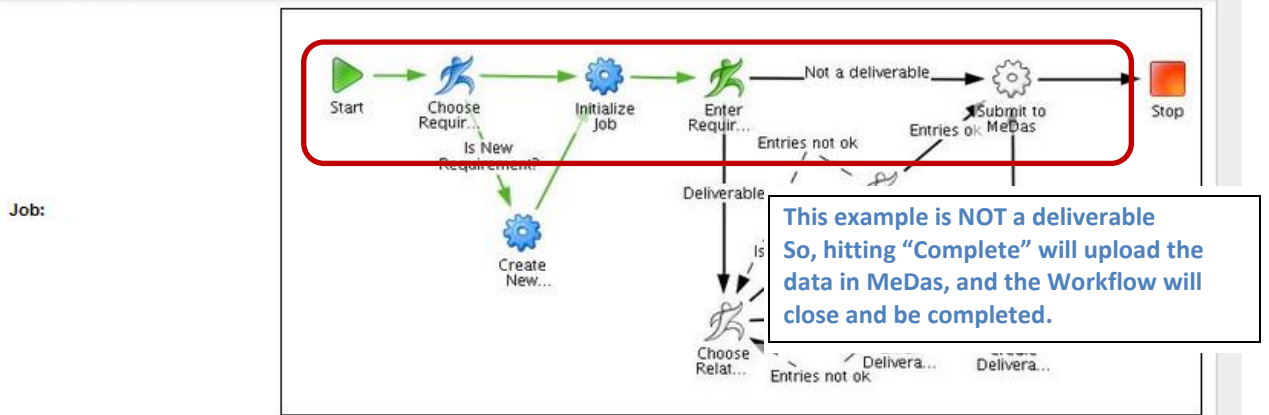 Not a deliverable
Start
Choose
Requir...
Initialize
Job
Enter
Requir...
Submit to
MeDas
Stop
Is New
Requirement?
Entries not ok
Entries ok
Job:
Deliverable
This example is NOT a deliverable
So, hitting “Complete” will upload the
data in MeDas, and the Workflow will
close and be completed.
Is
Create
New...
Choose
Relat...
Entries not ok
Delivera...
Create
Delivera...